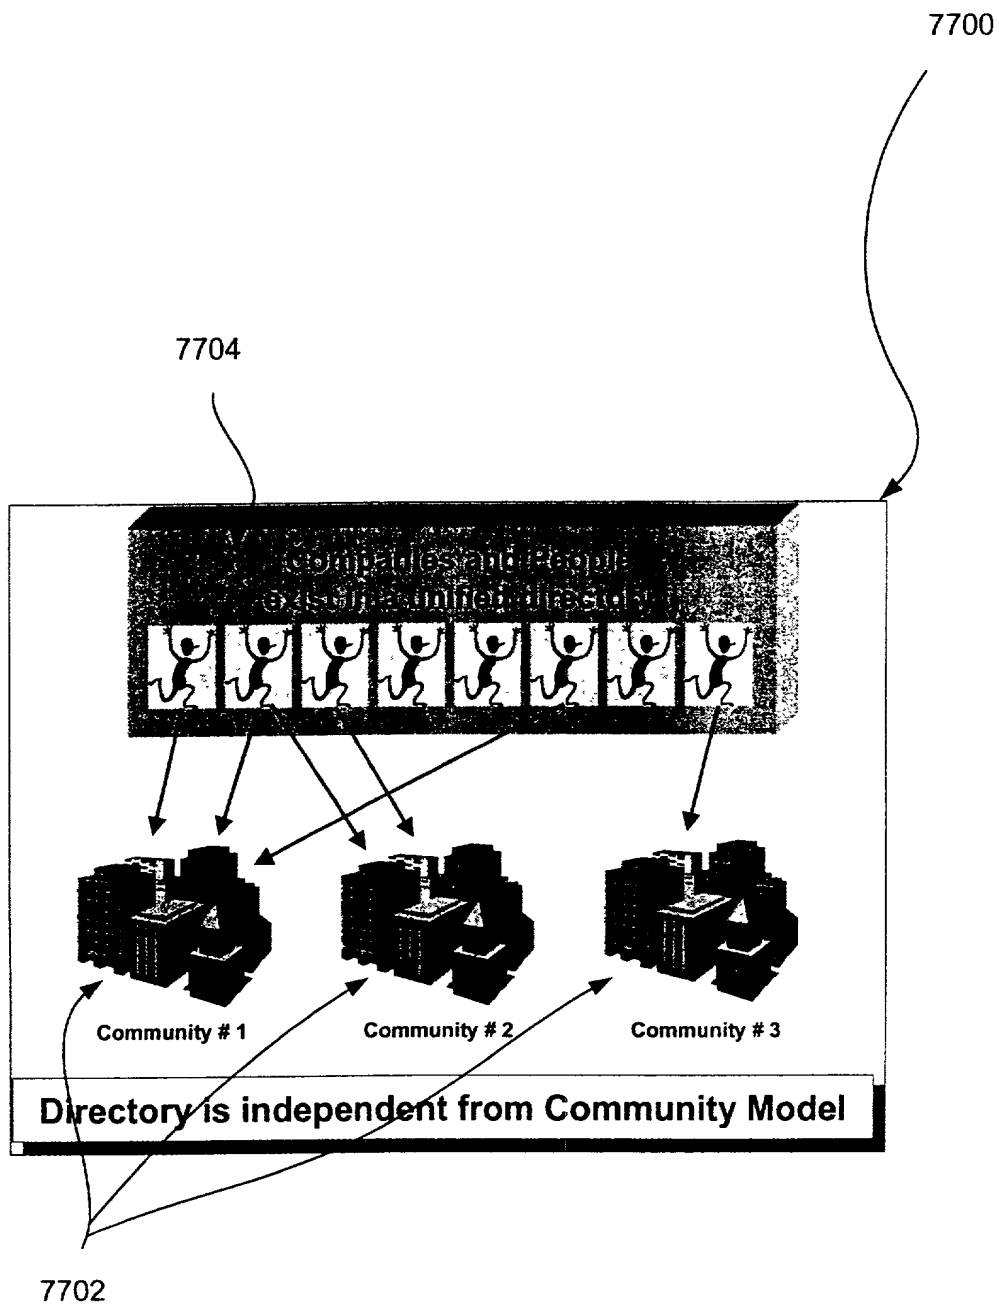 7700
7704
Companies and People
exist in a unified directory
Community # 1
Community # 2
Community # 3
Directory is independent from Community Model
7702